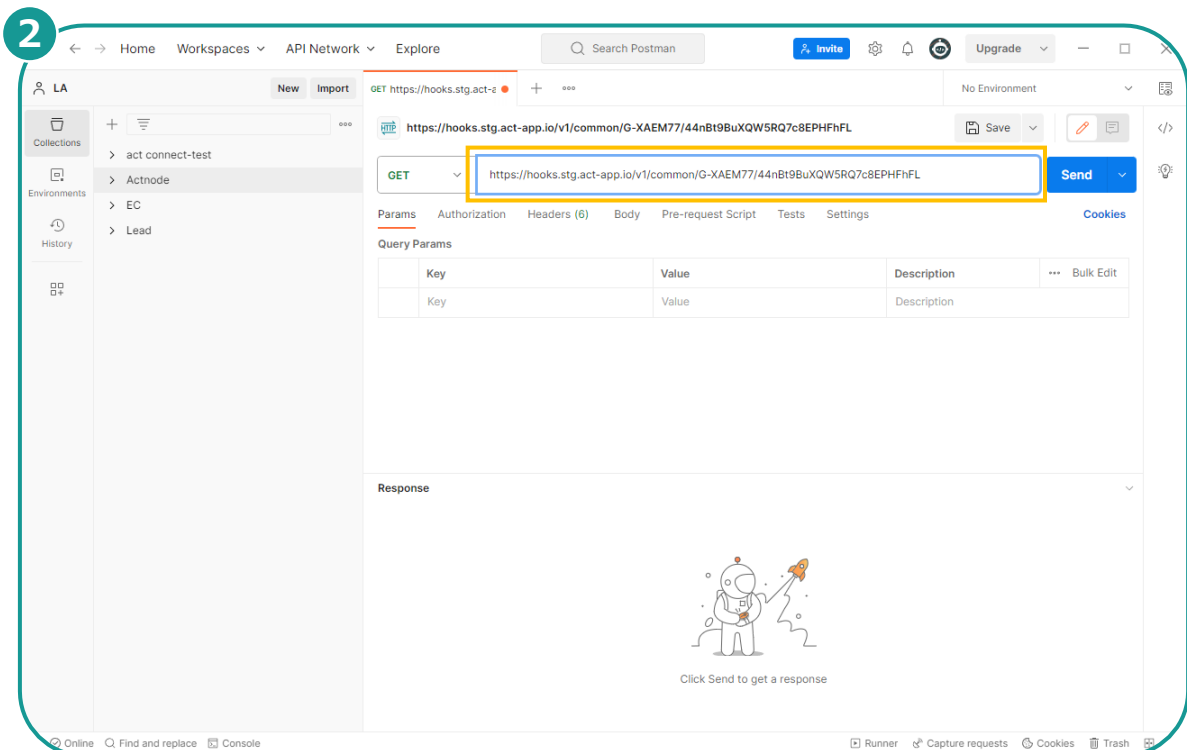 2
Home Workspaces API Network Explore Search Postman Invite Upgrade
LA New Import GET https://hooks.stg.act-a No Environment
Collections
Environments
History
act connect-test
Actnode
EC
Lead
HTTP https://hooks.stg.act-app.io/v1/common/G-XAEM77/44nBt9BuXQW5RQ7c8EPHFhFL Save
GET https://hooks.stg.act-app.io/v1/common/G-XAEM77/44nBt9BuXQW5RQ7c8EPHFhFL Send
Params Authorization Headers (6) Body Pre-request Script Tests Settings Cookies
Query Params
Key Value Description Bulk Edit
Key Value Description
Response
Click Send to get a response
Online Find and replace Console Runner Capture requests Cookies Trash